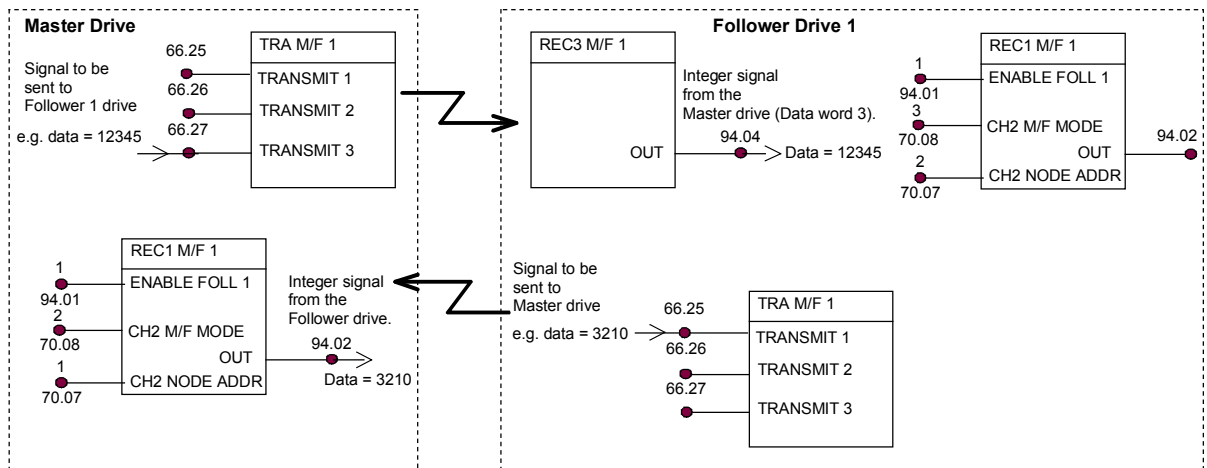 Master Drive
66.25
Signal to be
sent to
Follower 1 drive
e.g. data = 12345
66.26
66.27
TRA M/F 1
TRANSMIT 1
TRANSMIT 2
TRANSMIT 3
Follower Drive 1
REC3 M/F 1
OUT
Integer signal
from the
Master drive (Data word 3).
94.04
Data = 12345
REC1 M/F 1
1
94.01
ENABLE FOLL 1
3
70.08
CH2 M/F MODE
OUT
94.02
2
70.07
CH2 NODE ADDR
REC1 M/F 1
1
94.01
ENABLE FOLL 1
2
70.08
CH2 M/F MODE
OUT
1
70.07
CH2 NODE ADDR
Integer signal
from the
Follower drive.
94.02
Data = 3210
Signal to be
sent to
Master drive
e.g. data = 3210
66.25
66.26
66.27
TRA M/F 1
TRANSMIT 1
TRANSMIT 2
TRANSMIT 3